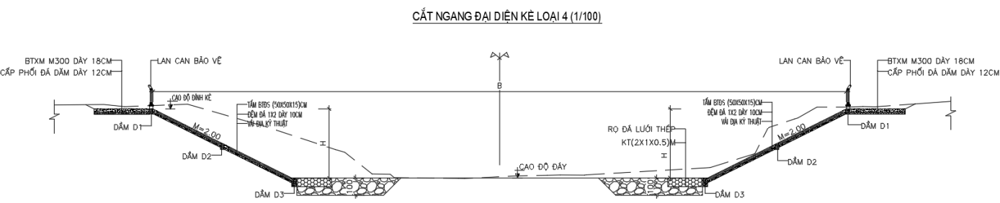 CẮT NGANG ĐẠI DIỆN KÈ LOẠI 4 (1/100)
BTXM M300 DÀY 18CM
CẤP PHỐI ĐÁ DĂM DÀY 12CM
LAN CAN BẢO VỆ
LAN CAN BẢO VỆ
BTXM M300 DÀY 18CM
CẤP PHỐI ĐÁ DĂM DÀY 12CM
B
CAO ĐỘ ĐỈNH KÈ
TẤM BTĐS (50X50X15)CM
ĐỆM ĐÁ 1X2 DÀY 10CM
VẢI ĐỊA KỸ THUẬT
TẤM BTĐS (50X50X15)CM
ĐỆM ĐÁ 1X2 DÀY 10CM
VẢI ĐỊA KỸ THUẬT
DẦM D1
M=2.00
H
RỌ ĐÁ LƯỚI THÉP
KT(2X1X0.5)M
H
M=2.00
DẦM D1
DẦM D2
CAO ĐỘ ĐÁY
DẦM D2
DẦM D3
100
100
DẦM D3